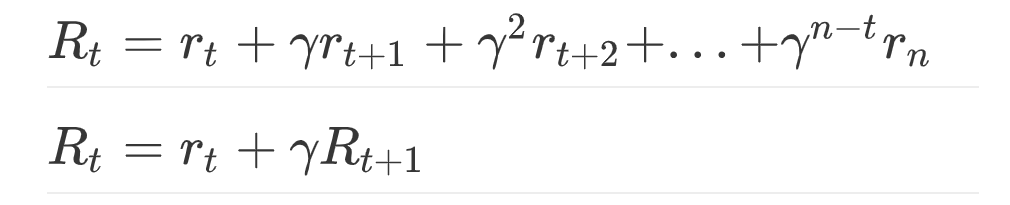 R_t = r_t + γr_{t+1} + γ^2 r_{t+2}+...+γ^{n−t} r_n
R_t = r_t + γR_{t+1}